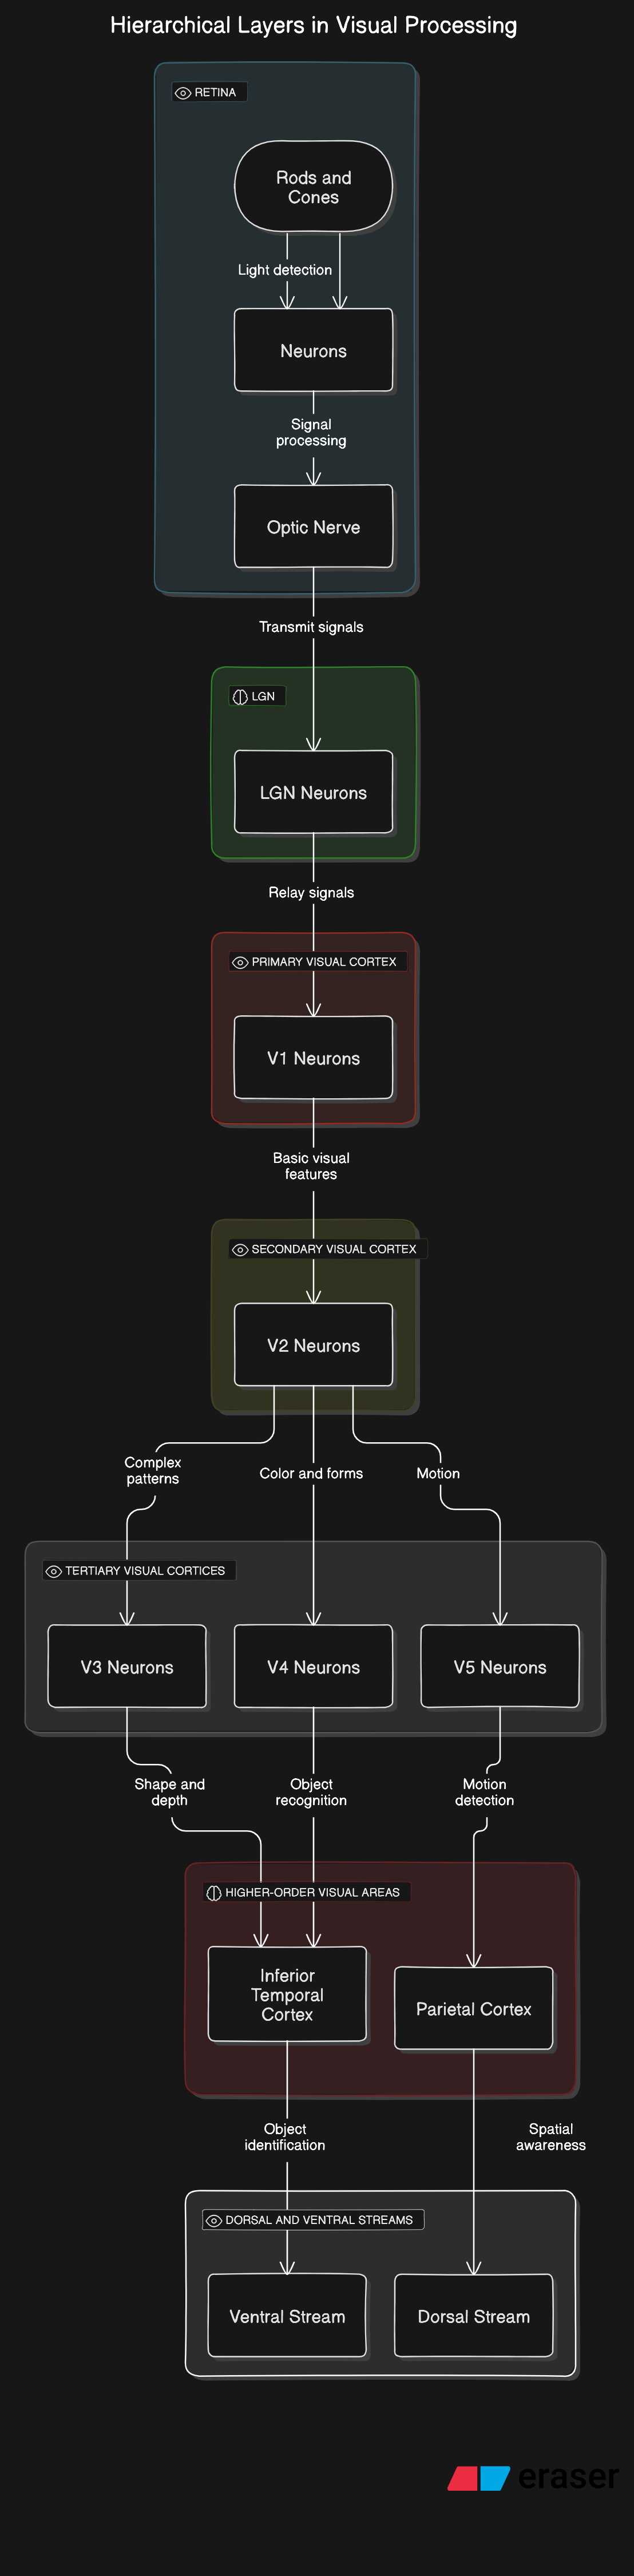 Hierarchical Layers in Visual Processing
RETINA
Rods and
Cones
Light detection
Neurons
Signal
processing
Optic Nerve
Transmit signals
LGN
LGN Neurons
Relay signals
PRIMARY VISUAL CORTEX
V1 Neurons
Basic visual
features
SECONDARY VISUAL CORTEX
V2 Neurons
Complex
patterns
Color and forms
Motion
TERTIARY VISUAL CORTICES
V3 Neurons
V4 Neurons
V5 Neurons
Shape and
depth
Object
recognition
Motion
detection
HIGHER-ORDER VISUAL AREAS
Inferior
Temporal
Cortex
Parietal Cortex
Object
identification
Spatial
awareness
DORSAL AND VENTRAL STREAMS
Ventral Stream
Dorsal Stream
eraser